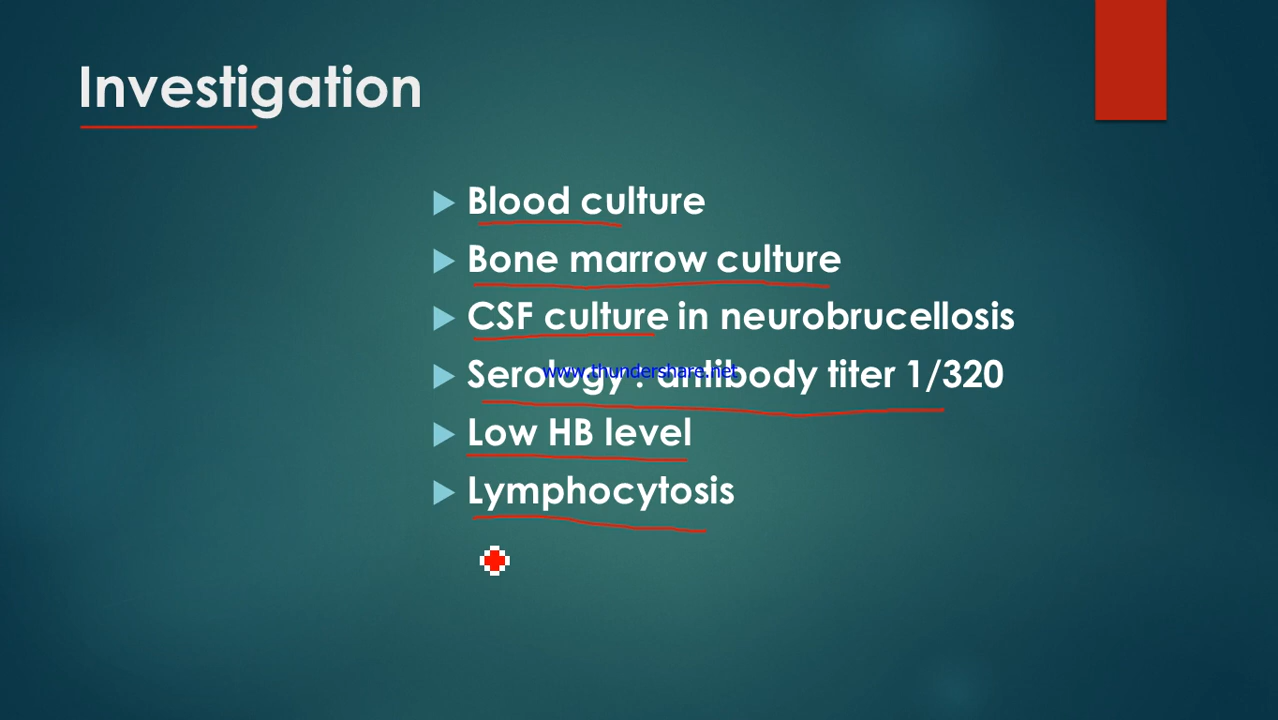 Investigation
Blood culture
Bone marrow culture
CSF culture in neurobrucellosis
Serology : antibody titer 1/320
www.thundershare.net
Low HB level
Lymphocytosis